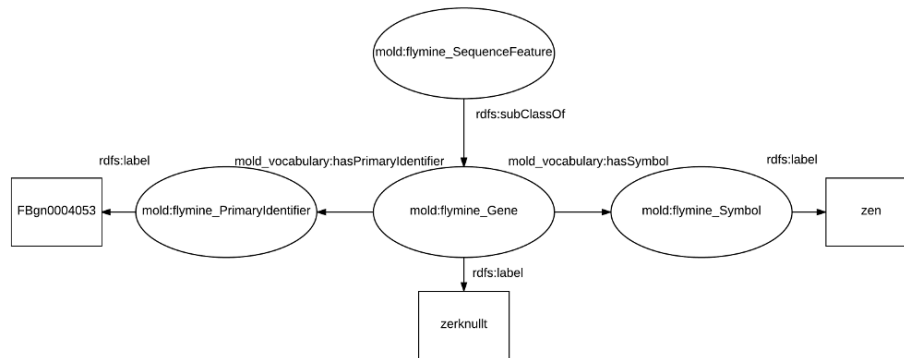 mold:flymine_SequenceFeature
rdfs:subClassOf
rdfs:label
mold_vocabulary:hasPrimaryIdentifier
mold_vocabulary:hasSymbol
rdfs:label
FBgn0004053
mold:flymine_PrimaryIdentifier
mold:flymine_Gene
mold:flymine_Symbol
zen
rdfs:label
zerknullt